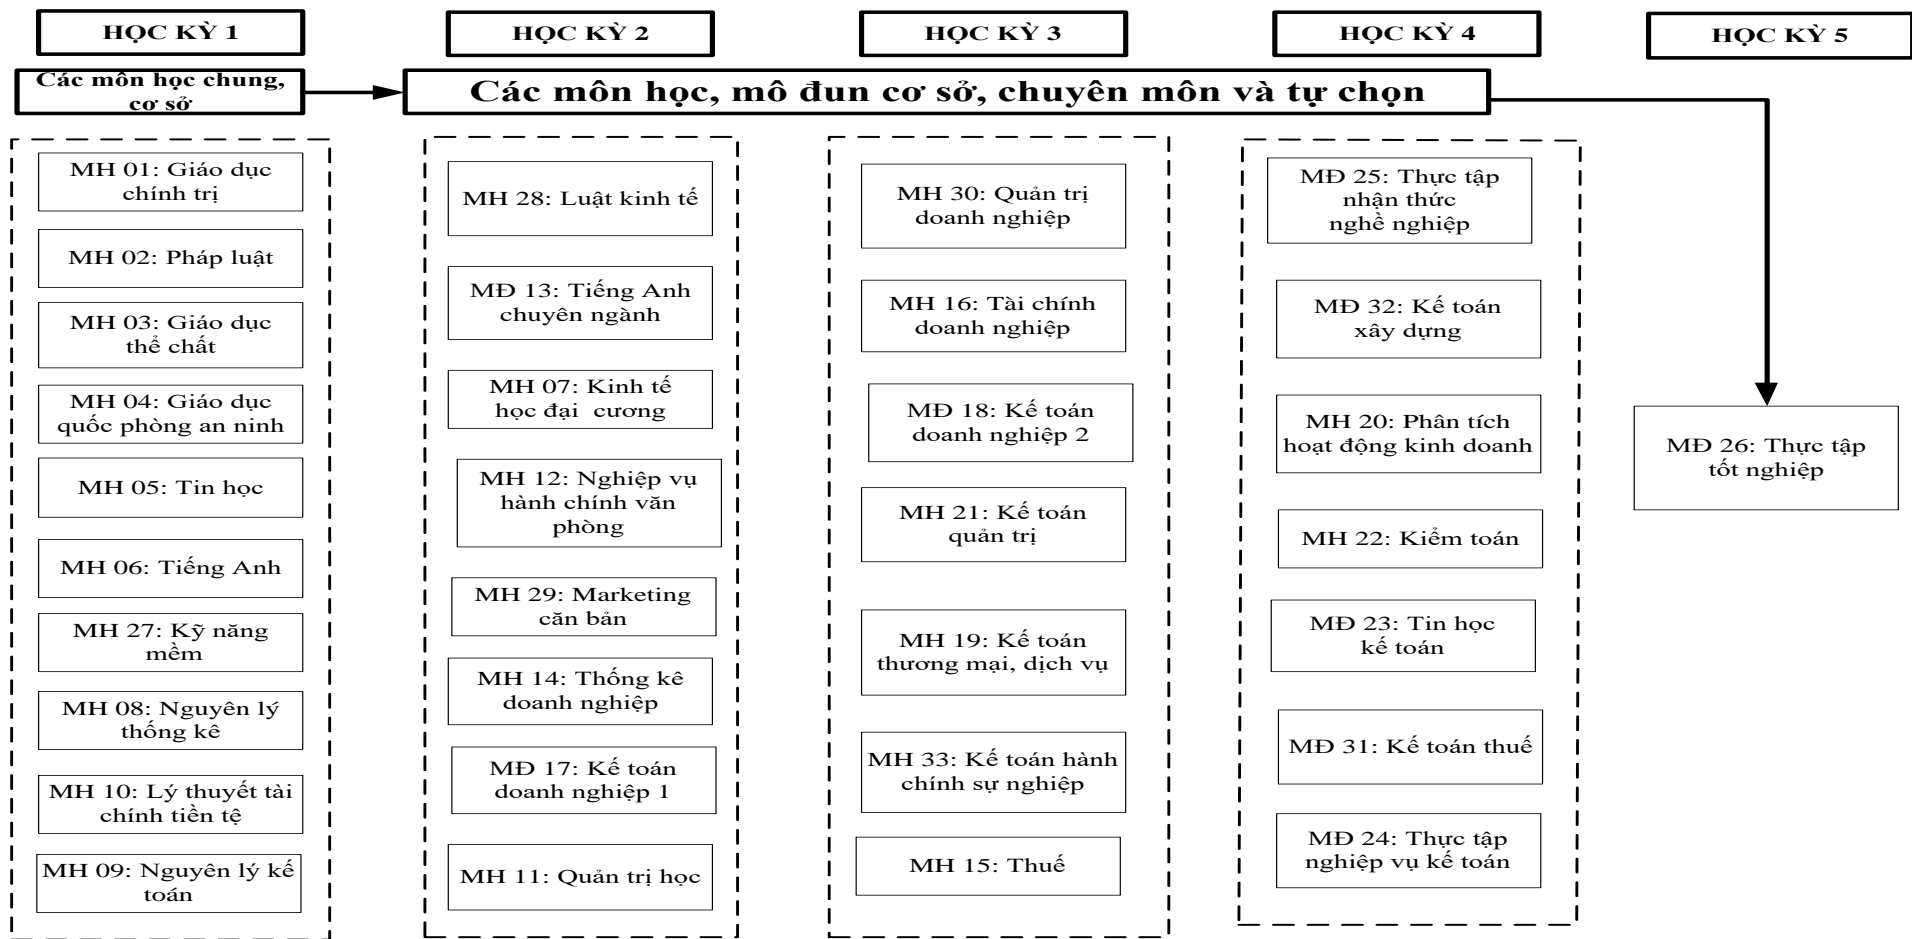 HỌC KỲ 1
HỌC KỲ 2
HỌC KỲ 3
HỌC KỲ 4
HỌC KỲ 5
Các môn học chung,
cơ sở
Các môn học, mô đun cơ sở, chuyên môn và tự chọn
MH 01: Giáo dục
chính trị
MH 02: Pháp luật
MH 03: Giáo dục
thể chất
MH 04: Giáo dục
quốc phòng an ninh
MH 05: Tin học
MH 06: Tiếng Anh
MH 27: Kỹ năng
mềm
MH 08: Nguyên lý
thống kê
MH 10: Lý thuyết tài
chính tiền tệ
MH 09: Nguyên lý kế
toán
MH 28: Luật kinh tế
MĐ 13: Tiếng Anh
chuyên ngành
MH 07: Kinh tế
học đại cương
MH 12: Nghiệp vụ
hành chính văn
phòng
MH 29: Marketing
căn bản
MH 14: Thống kê
doanh nghiệp
MĐ 17: Kế toán
doanh nghiệp 1
MH 11: Quản trị học
MH 30: Quản trị
doanh nghiệp
MH 16: Tài chính
doanh nghiệp
MĐ 18: Kế toán
doanh nghiệp 2
MH 21: Kế toán
quản trị
MH 19: Kế toán
thương mại, dịch vụ
MH 33: Kế toán hành
chính sự nghiệp
MH 15: Thuế
MĐ 25: Thực tập
nhận thức
nghề nghiệp
MĐ 32: Kế toán
xây dựng
MH 20: Phân tích
hoạt động kinh doanh
MH 22: Kiểm toán
MĐ 23: Tin học
kế toán
MĐ 31: Kế toán thuế
MĐ 24: Thực tập
nghiệp vụ kế toán
MĐ 26: Thực tập
tốt nghiệp